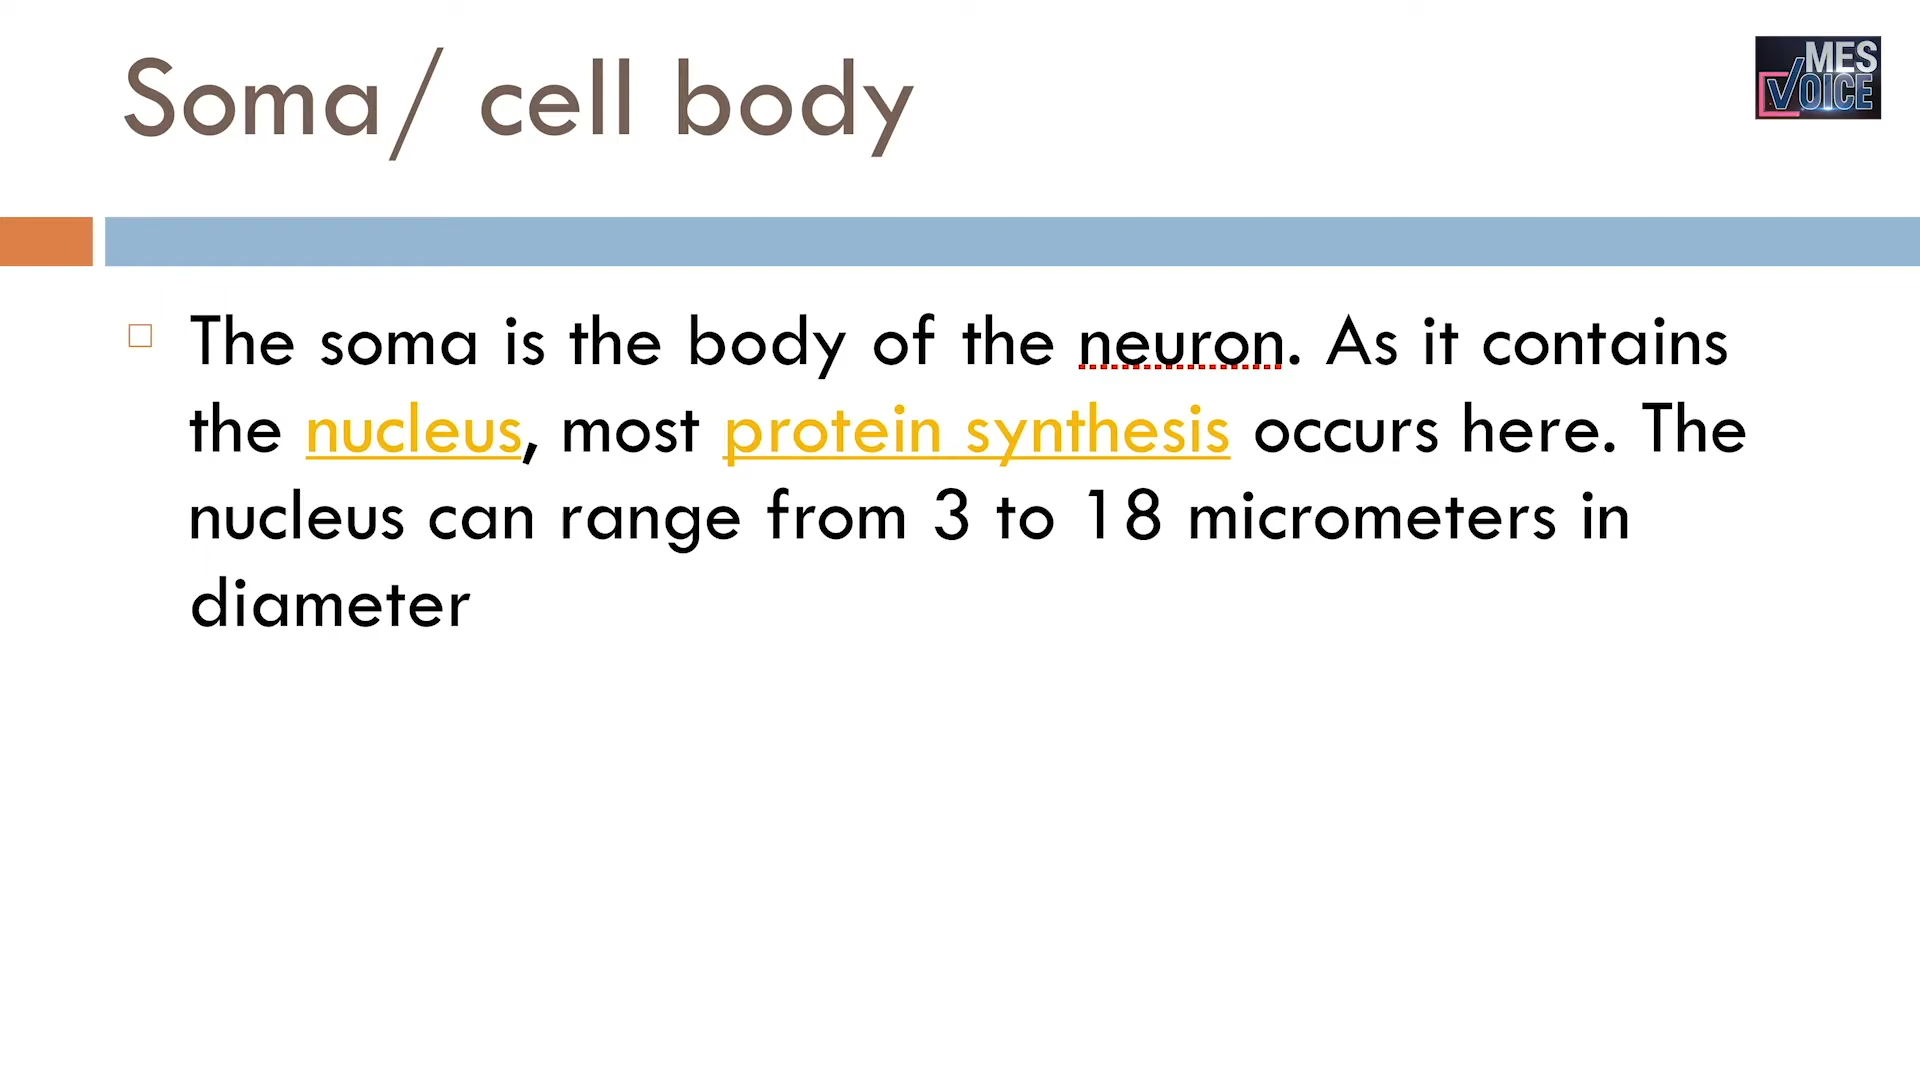 Soma/ cell body
MES
VOICE
The soma is the body of the neuron. As it contains
the nucleus, most protein synthesis occurs here. The
nucleus can range from 3 to 18 micrometers in
diameter